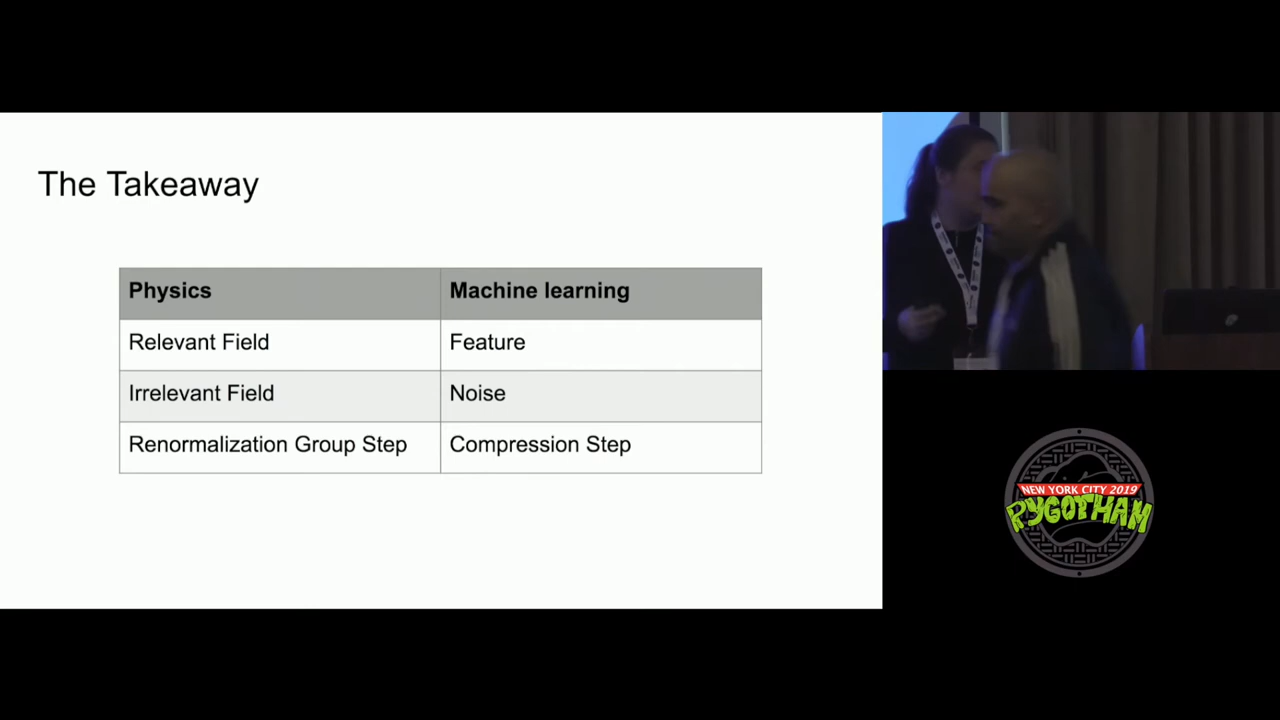 The Takeaway
Physics Machine learning
Relevant Field Feature
Irrelevant Field Noise
Renormalization Group Step Compression Step
NEW YORK CITY 2019
PYGOTHAM